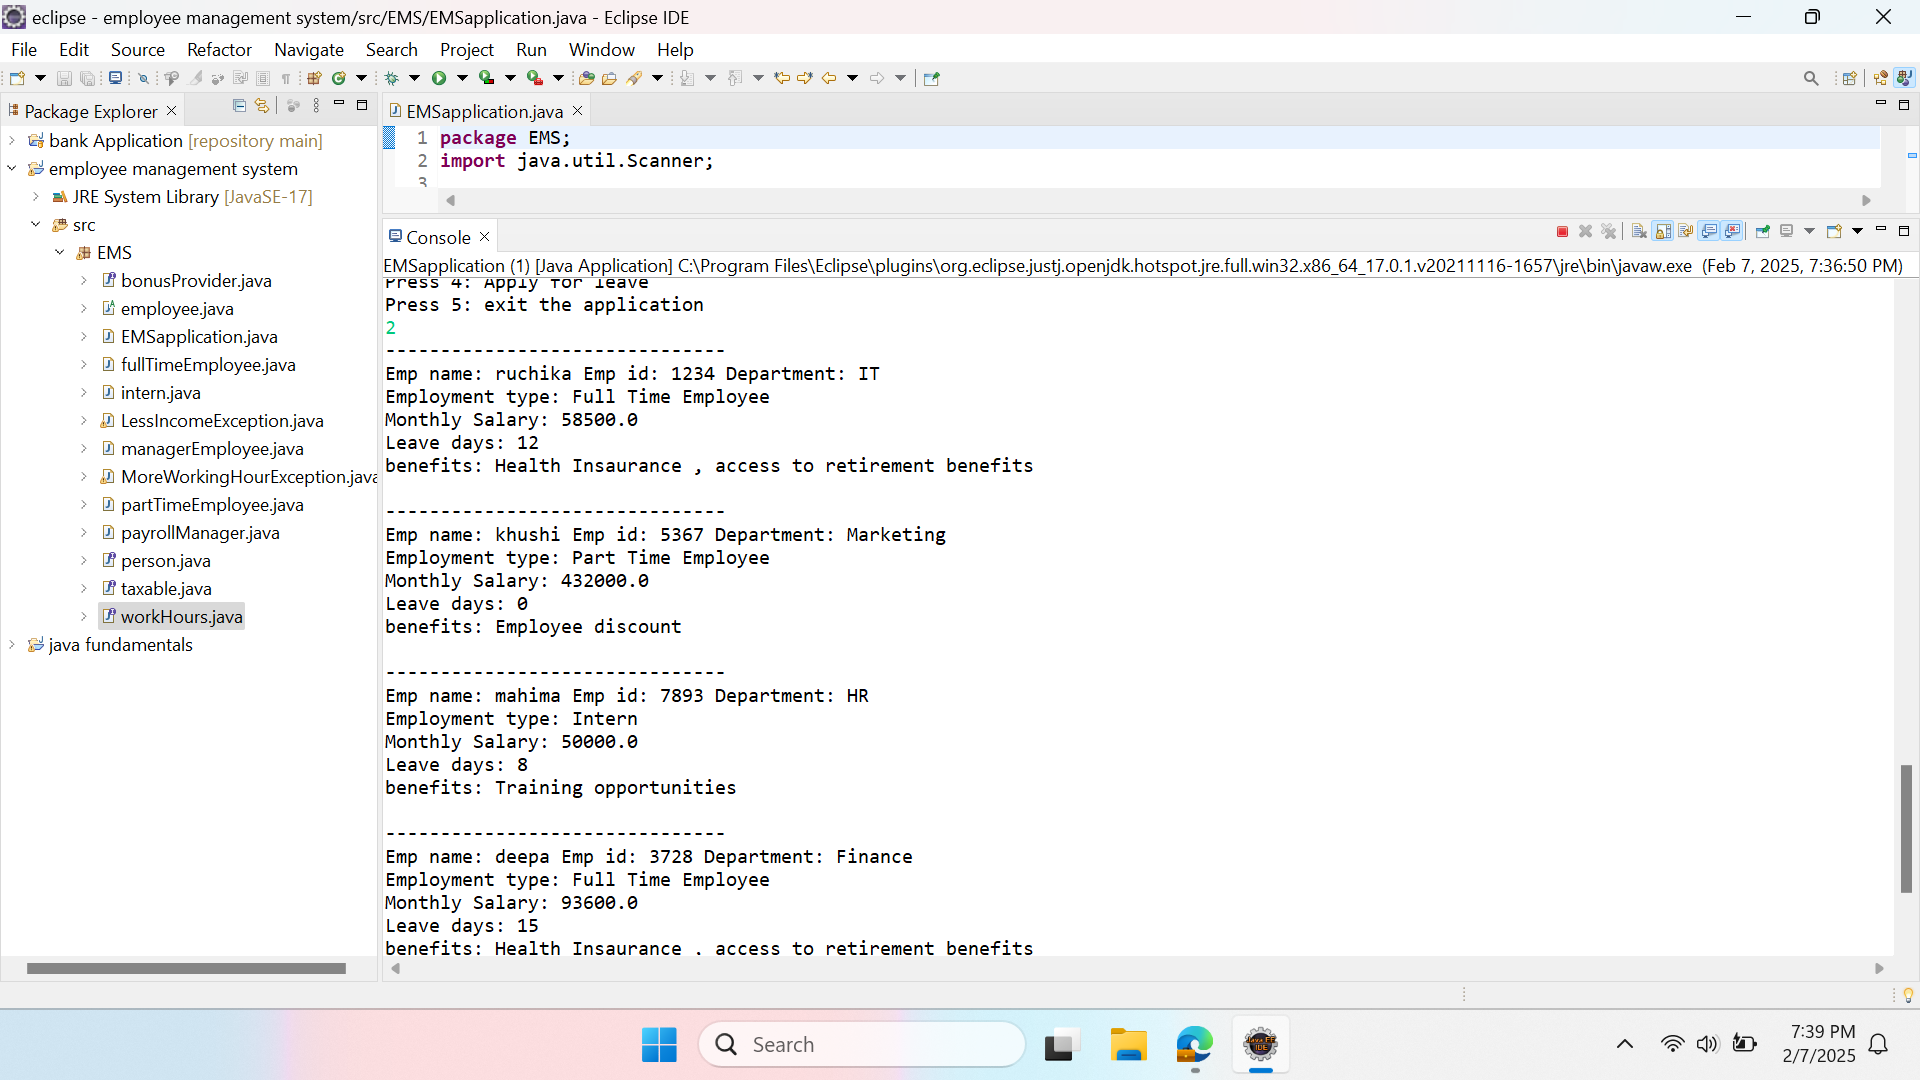 eclipse - employee management system/src/EMS/EMSapplication.java - Eclipse IDE
File Edit Source Refactor Navigate Search Project Run Window Help
Package Explorer
bank Application [repository main]
employee management system
JRE System Library [JavaSE-17]
src
EMS
bonusProvider.java
employee.java
EMSapplication.java
fullTimeEmployee.java
intern.java
LessIncomeException.java
managerEmployee.java
MoreWorkingHourException.java
partTimeEmployee.java
payrollManager.java
person.java
taxable.java
workHours.java
java fundamentals
EMSapplication.java
1 package EMS;
2 import java.util.Scanner;
3
Console
EMSapplication (1) [Java Application] C:\Program Files\Eclipse\plugins\org.eclipse.justj.openjdk.hotspot.jre.full.win32.x86_64_17.0.1.v20211116-1657\jre\bin\javaw.exe (Feb 7, 2025, 7:36:50 PM)
Press 4: Apply for leave
Press 5: exit the application
2
-------------------------------
Emp name: ruchika Emp id: 1234 Department: IT
Employment type: Full Time Employee
Monthly Salary: 58500.0
Leave days: 12
benefits: Health Insaurance , access to retirement benefits
-------------------------------
Emp name: khushi Emp id: 5367 Department: Marketing
Employment type: Part Time Employee
Monthly Salary: 432000.0
Leave days: 0
benefits: Employee discount
-------------------------------
Emp name: mahima Emp id: 7893 Department: HR
Employment type: Intern
Monthly Salary: 50000.0
Leave days: 8
benefits: Training opportunities
-------------------------------
Emp name: deepa Emp id: 3728 Department: Finance
Employment type: Full Time Employee
Monthly Salary: 93600.0
Leave days: 15
benefits: Health Insaurance , access to retirement benefits
Search
7:39 PM
2/7/2025